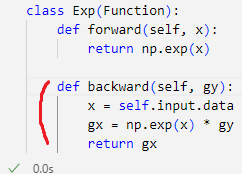 class Exp(Function):
    def forward(self, x):
        return np.exp(x)
    def backward(self, gy):
        x = self.input.data
        gx = np.exp(x) * gy
        return gx
0.0s